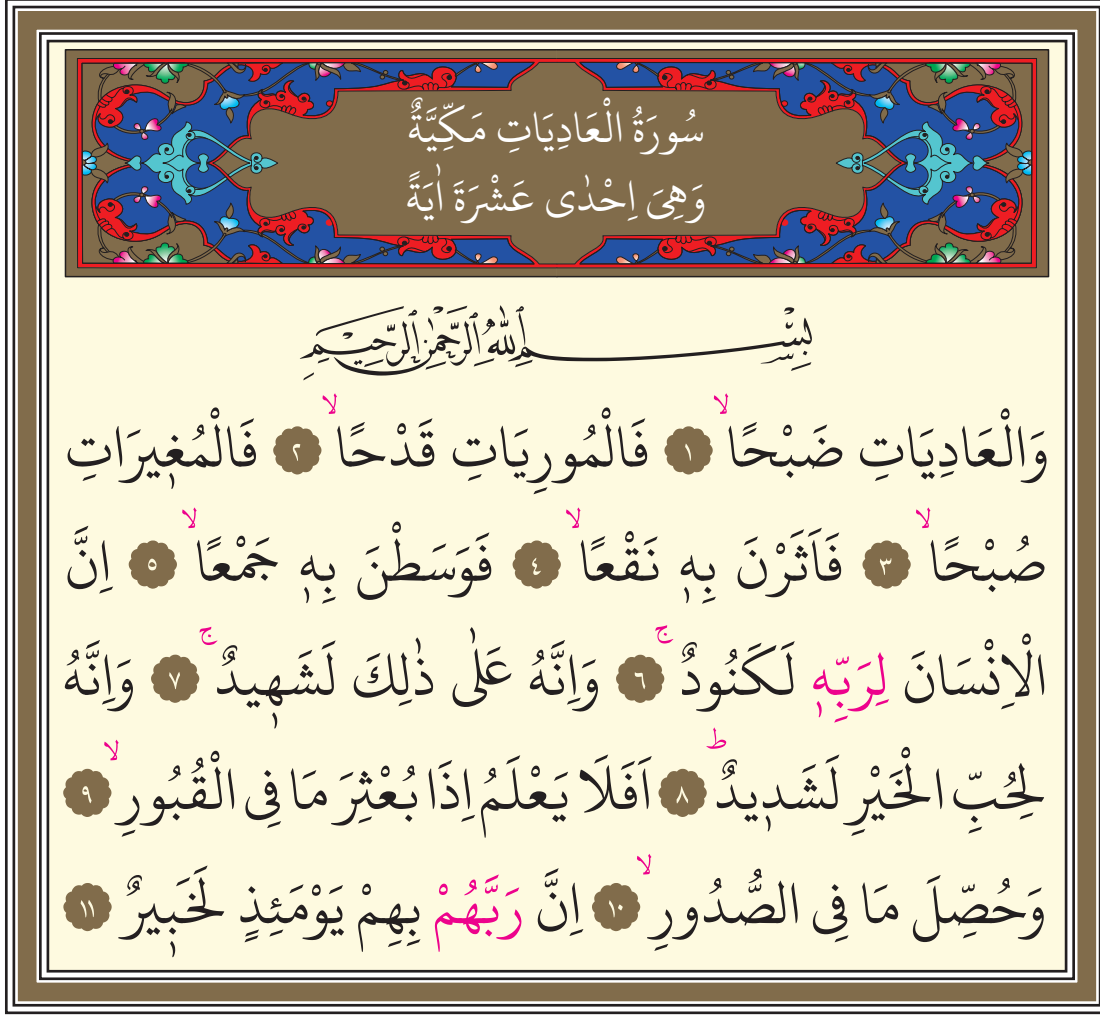 سُورَةُ الْعَادِيَاتِ مَكِّيَّةٌ
وَهِيَ اِحْدٰى عَشْرَةَ اٰيَةً
بِسْمِ اللّٰهِ الرَّحْمٰنِ الرَّحِيمِ
وَالْعَادِيَاتِ ضَبْحًاۙ ١ فَالْمُورِيَاتِ قَدْحًاۙ ٢ فَالْمُغ۪يرَاتِ
صُبْحًاۙ ٣ فَاَثَرْنَ بِه۪ نَقْعًاۙ ٤ فَوَسَطْنَ بِه۪ جَمْعًاۙ ٥ اِنَّ
الْاِنْسَانَ لِرَبِّه۪ لَكَنُودٌۚ ٦ وَاِنَّهُ عَلٰى ذٰلِكَ لَشَه۪يدٌۚ ٧ وَاِنَّهُ
لِحُبِّ الْخَيْرِ لَشَد۪يدٌؕ ٨ اَفَلَا يَعْلَمُ اِذَا بُعْثِرَ مَا فِى الْقُبُورِۙ ٩
وَحُصِّلَ مَا فِى الصُّدُورِۙ ١٠ اِنَّ رَبَّهُمْ بِهِمْ يَوْمَئِذٍ لَخَب۪يرٌ ١١